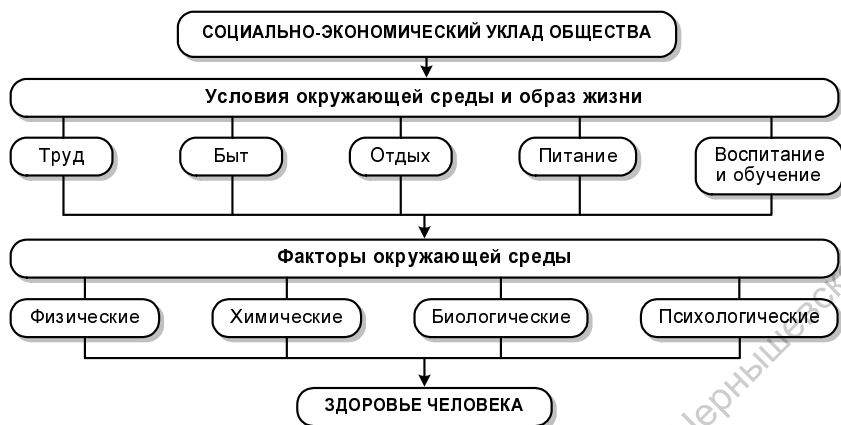 СОЦИАЛЬНО-ЭКОНОМИЧЕСКИЙ УКЛАД ОБЩЕСТВА
Условия окружающей среды и образ жизни
Труд
Быт
Отдых
Питание
Воспитание
и обучение
Факторы окружающей среды
Физические
Химические
Биологические
Психологические
ЗДОРОВЬЕ ЧЕЛОВЕКА